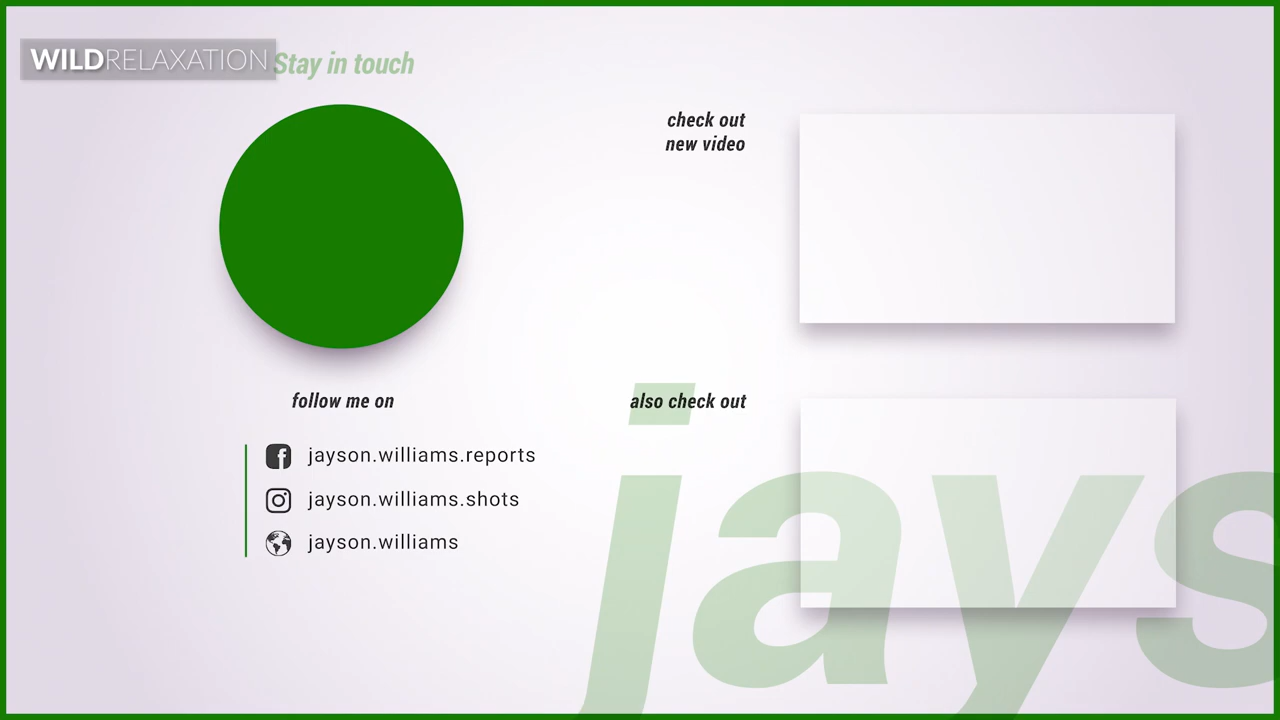 WILDRELAXATION
Stay in touch
check out
new video
follow me on
jayson.williams.reports
jayson.williams.shots
jayson.williams
also check out
jays